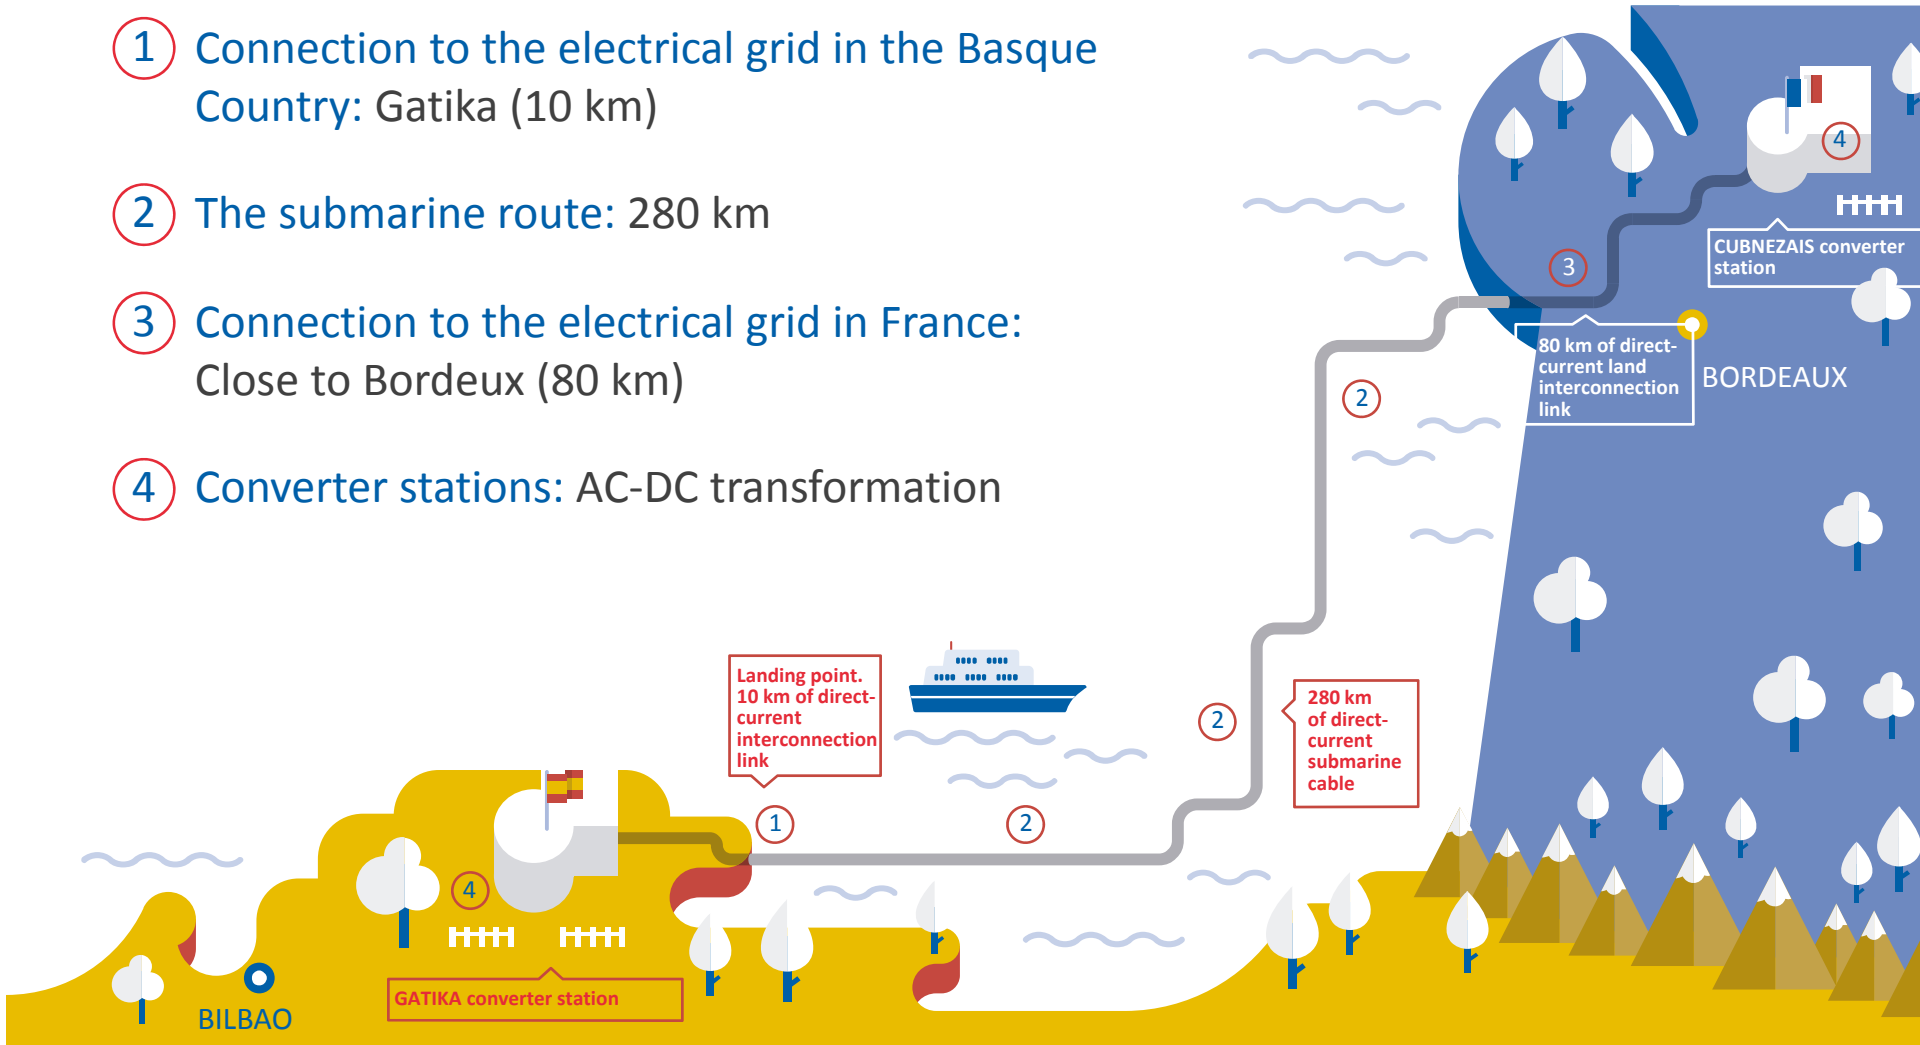 1 Connection to the electrical grid in the Basque
Country: Gatika (10 km)
2 The submarine route: 280 km
3 Connection to the electrical grid in France:
Close to Bordeux (80 km)
4 Converter stations: AC-DC transformation
4
CUBNEZAIS converter
station
3
80 km of direct-
current land
interconnection
link
BORDEAUX
2
Landing point.
10 km of direct-
current
interconnection
link
2
280 km
of direct-
current
submarine
cable
1
2
4
GATIKA converter station
BILBAO